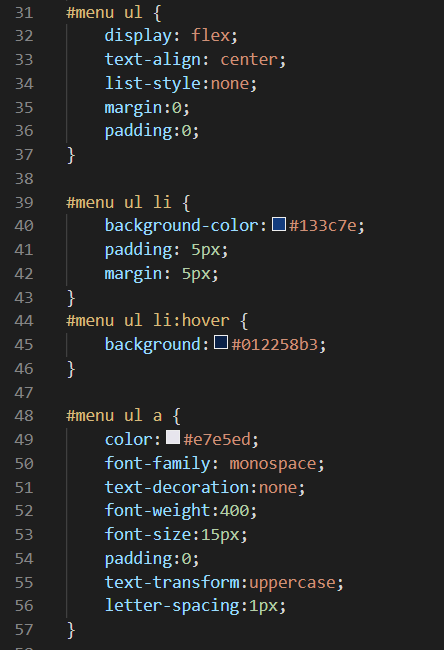 31 #menu ul {
32 display: flex;
33 text-align: center;
34 list-style:none;
35 margin:0;
36 padding:0;
37 }
38
39 #menu ul li {
40 background-color:#133c7e;
41 padding: 5px;
42 margin: 5px;
43 }
44 #menu ul li:hover {
45 background:#012258b3;
46 }
47
48 #menu ul a {
49 color:#e7e5ed;
50 font-family: monospace;
51 text-decoration:none;
52 font-weight:400;
53 font-size:15px;
54 padding:0;
55 text-transform:uppercase;
56 letter-spacing:1px;
57 }